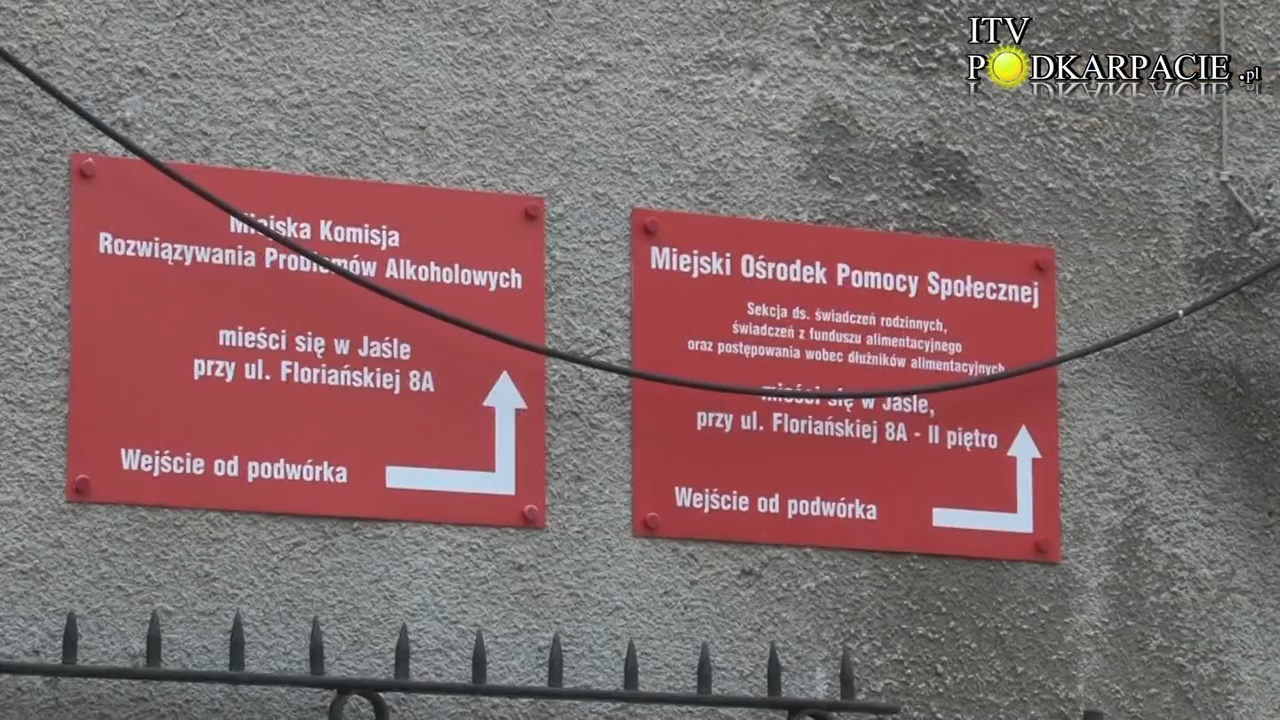 ITV
PODKARPACIE.pl
Miejska Komisja
Rozwiązywania Problemów Alkoholowych
mieści się w Jaśle
przy ul. Floriańskiej 8A
Wejście od podwórka
Miejski Ośrodek Pomocy Społecznej
Sekcja ds. świadczeń rodzinnych,
świadczeń z funduszu alimentacyjnego
oraz postępowania wobec dłużników alimentacyjnych
mieści się w Jaśle,
przy ul. Floriańskiej 8A - II piętro
Wejście od podwórka